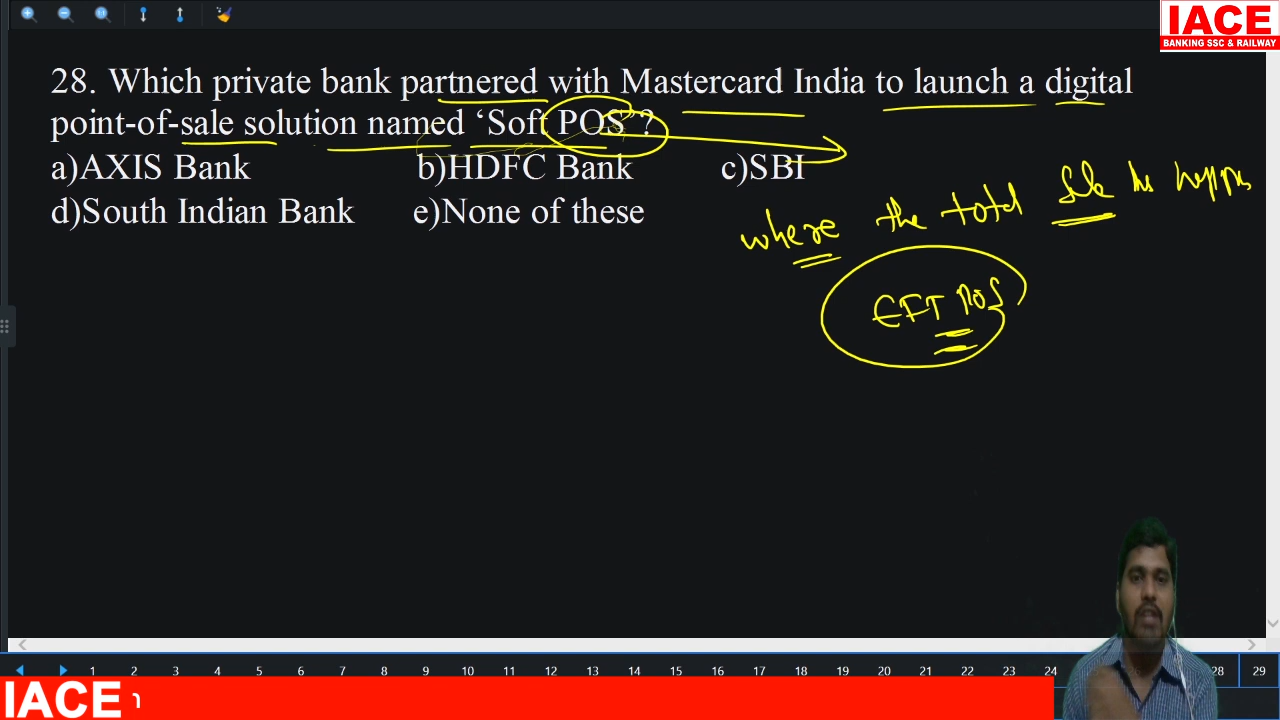 IACE
BANKING SSC & RAILWAY
28. Which private bank partnered with Mastercard India to launch a digital
point-of-sale solution named ‘Soft POS’ ?
a)AXIS Bank b)HDFC Bank c)SBI
d)South Indian Bank e)None of these
where the total sale is
EFT POS
1 2 3 4 5 6 7 8 9 10 11 12 13 14 15 16 17 18 19 20 21 22 23 24 28 29
IACE